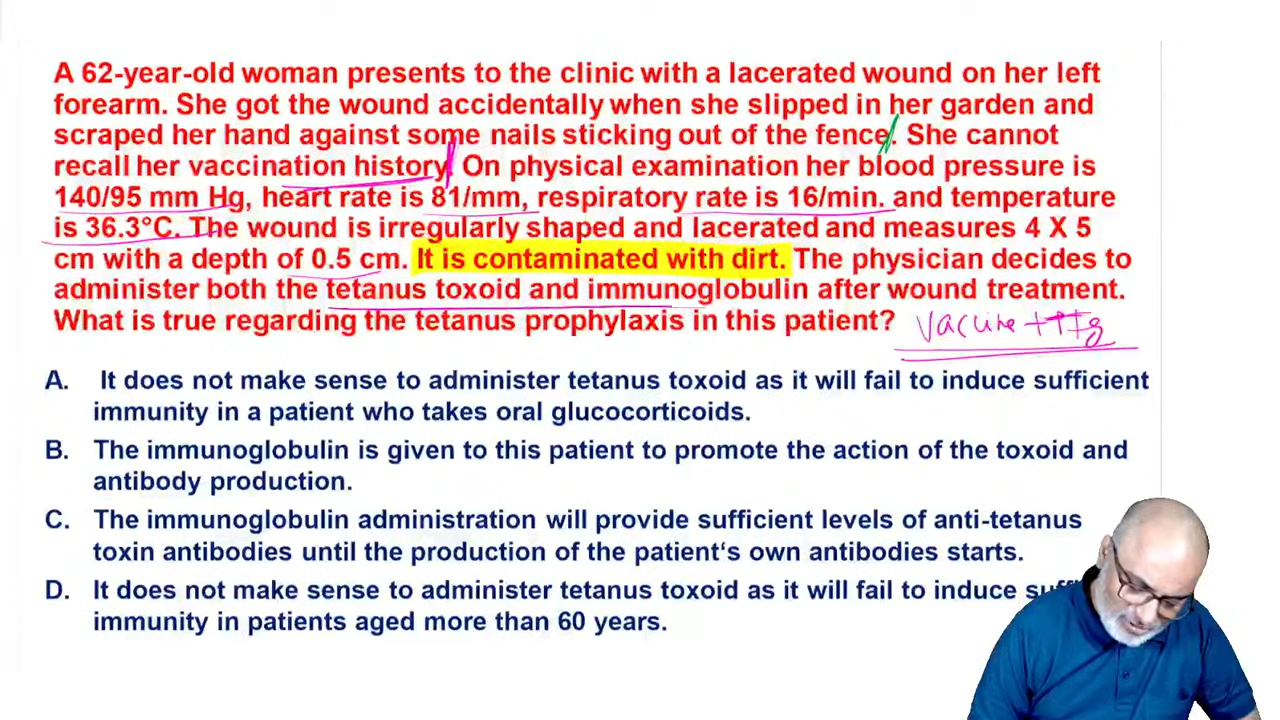 A 62-year-old woman presents to the clinic with a lacerated wound on her left
forearm. She got the wound accidentally when she slipped in her garden and
scraped her hand against some nails sticking out of the fence. She cannot
recall her vaccination history. On physical examination her blood pressure is
140/95 mm Hg, heart rate is 81/mm, respiratory rate is 16/min. and temperature
is 36.3°C. The wound is irregularly shaped and lacerated and measures 4 X 5
cm with a depth of 0.5 cm. It is contaminated with dirt. The physician decides to
administer both the tetanus toxoid and immunoglobulin after wound treatment.
What is true regarding the tetanus prophylaxis in this patient? Vaccine +
A. It does not make sense to administer tetanus toxoid as it will fail to induce sufficient
immunity in a patient who takes oral glucocorticoids.
B. The immunoglobulin is given to this patient to promote the action of the toxoid and
antibody production.
C. The immunoglobulin administration will provide sufficient levels of anti-tetanus
toxin antibodies until the production of the patient's own antibodies starts.
D. It does not make sense to administer tetanus toxoid as it will fail to induce
immunity in patients aged more than 60 years.